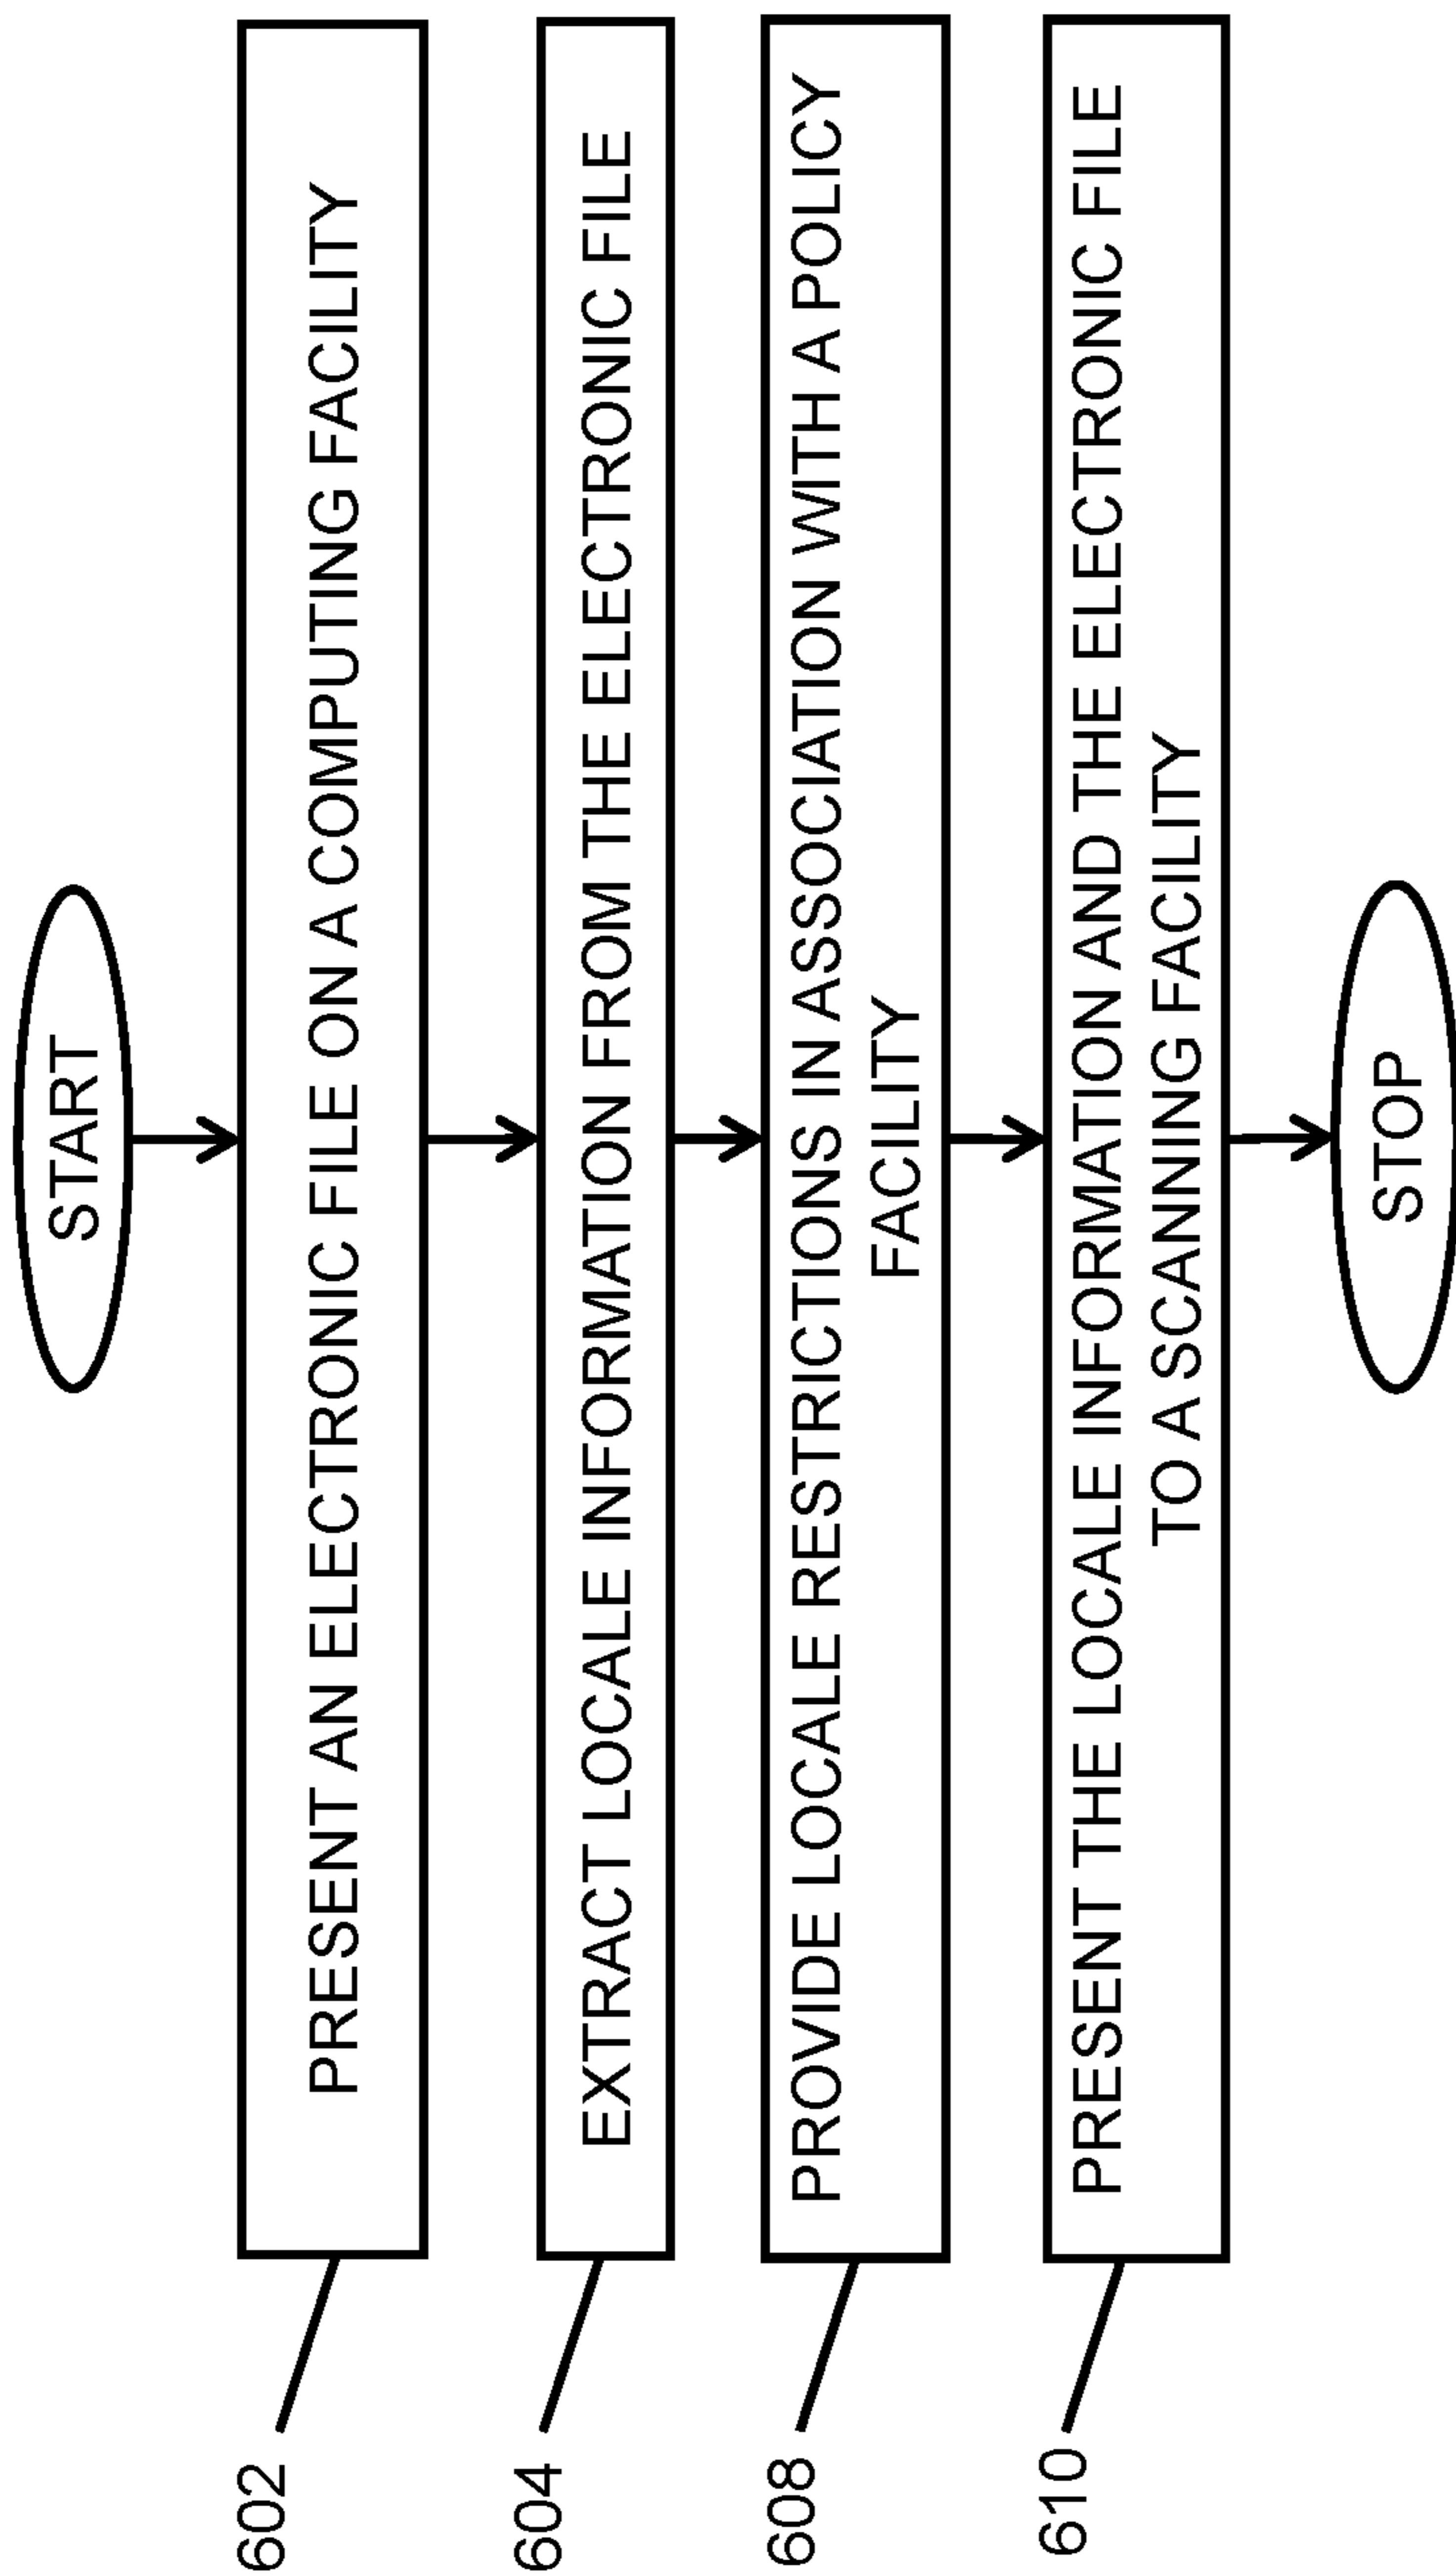 START
602
PRESENT AN ELECTRONIC FILE ON A COMPUTING FACILITY
604
EXTRACT LOCALE INFORMATION FROM THE ELECTRONIC FILE
608
PROVIDE LOCALE RESTRICTIONS IN ASSOCIATION WITH A POLICY
FACILITY
610
PRESENT THE LOCALE INFORMATION AND THE ELECTRONIC FILE
TO A SCANNING FACILITY
STOP